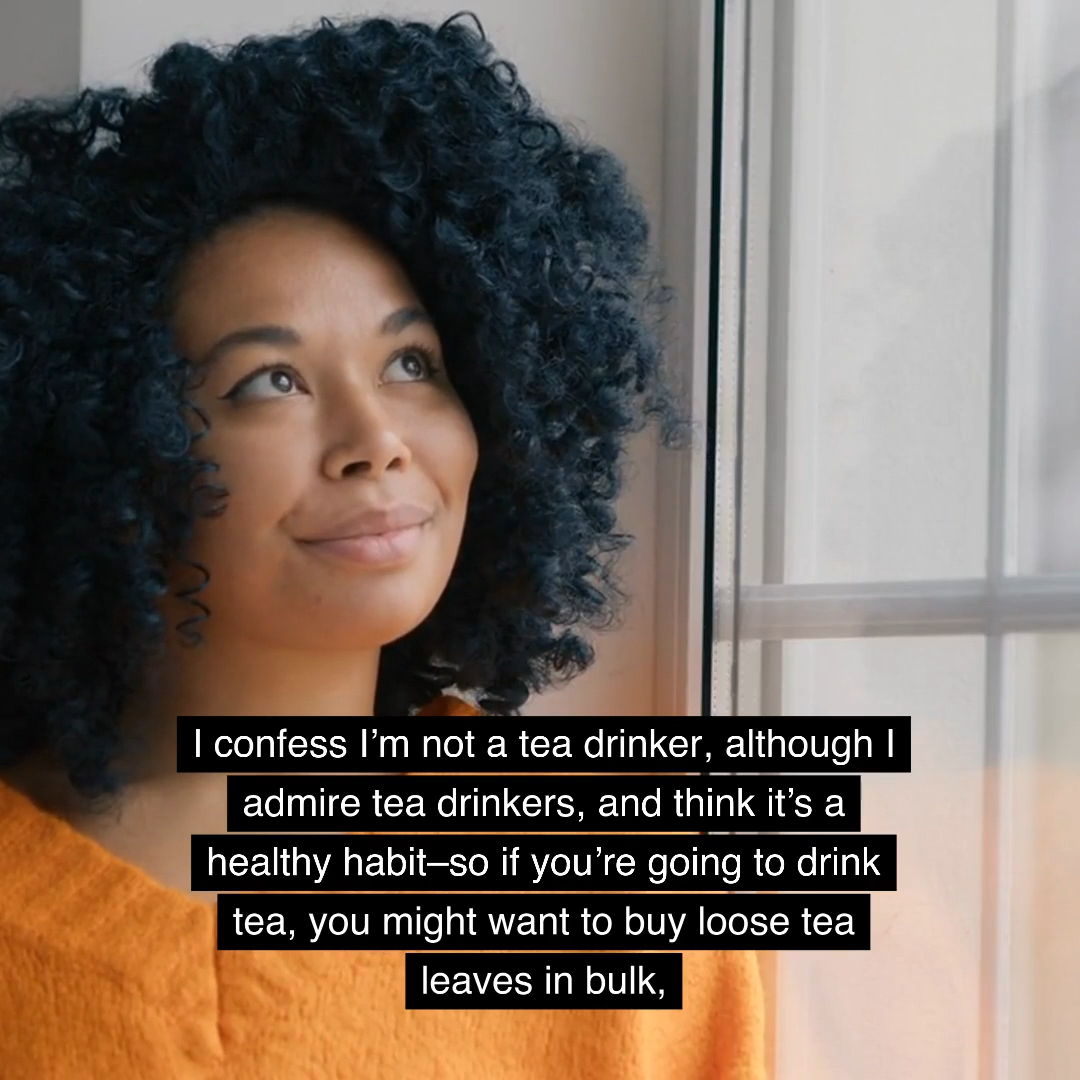 I confess I’m not a tea drinker, although I
admire tea drinkers, and think it’s a
healthy habit–so if you’re going to drink
tea, you might want to buy loose tea
leaves in bulk,